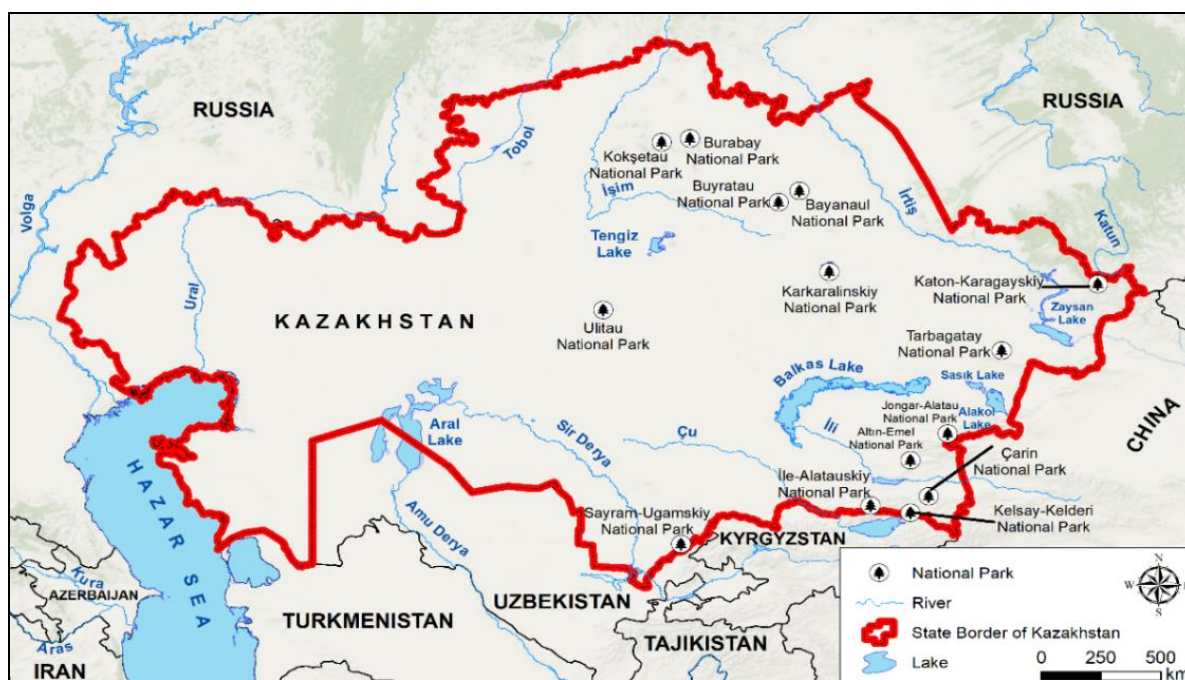 RUSSIA
RUSSIA
Volga
Tobol
Ural
Kokşetau
National Park
Burabay
National Park
İşim
Buyratau
National Park
Bayanaul
National Park
İrtiş
Katun
Tengiz
Lake
Karkaralinskiy
National Park
Katon-Karagayskiy
National Park
Zaysan
Lake
KAZAKHSTAN
Ulitau
National Park
Tarbagatay
National Park
Balkas Lake
Sasık Lake
Alakol
Lake
Jongar-Alatau
National Park
Altın-Emel
National Park
İli
Çu
Aral
Lake
Sir Derya
CHINA
Çarin
National Park
İle-Alatauskiy
National Park
Kelsay-Kelderi
National Park
Sayram-Ugamskiy
National Park
KYRGYZSTAN
HAZAR SEA
Amu Derya
Kura
AZERBAIJAN
Aras
IRAN
TURKMENISTAN
UZBEKISTAN
TAJIKISTAN
National Park
River
State Border of Kazakhstan
Lake
N
W
E
S
0 250 500
km